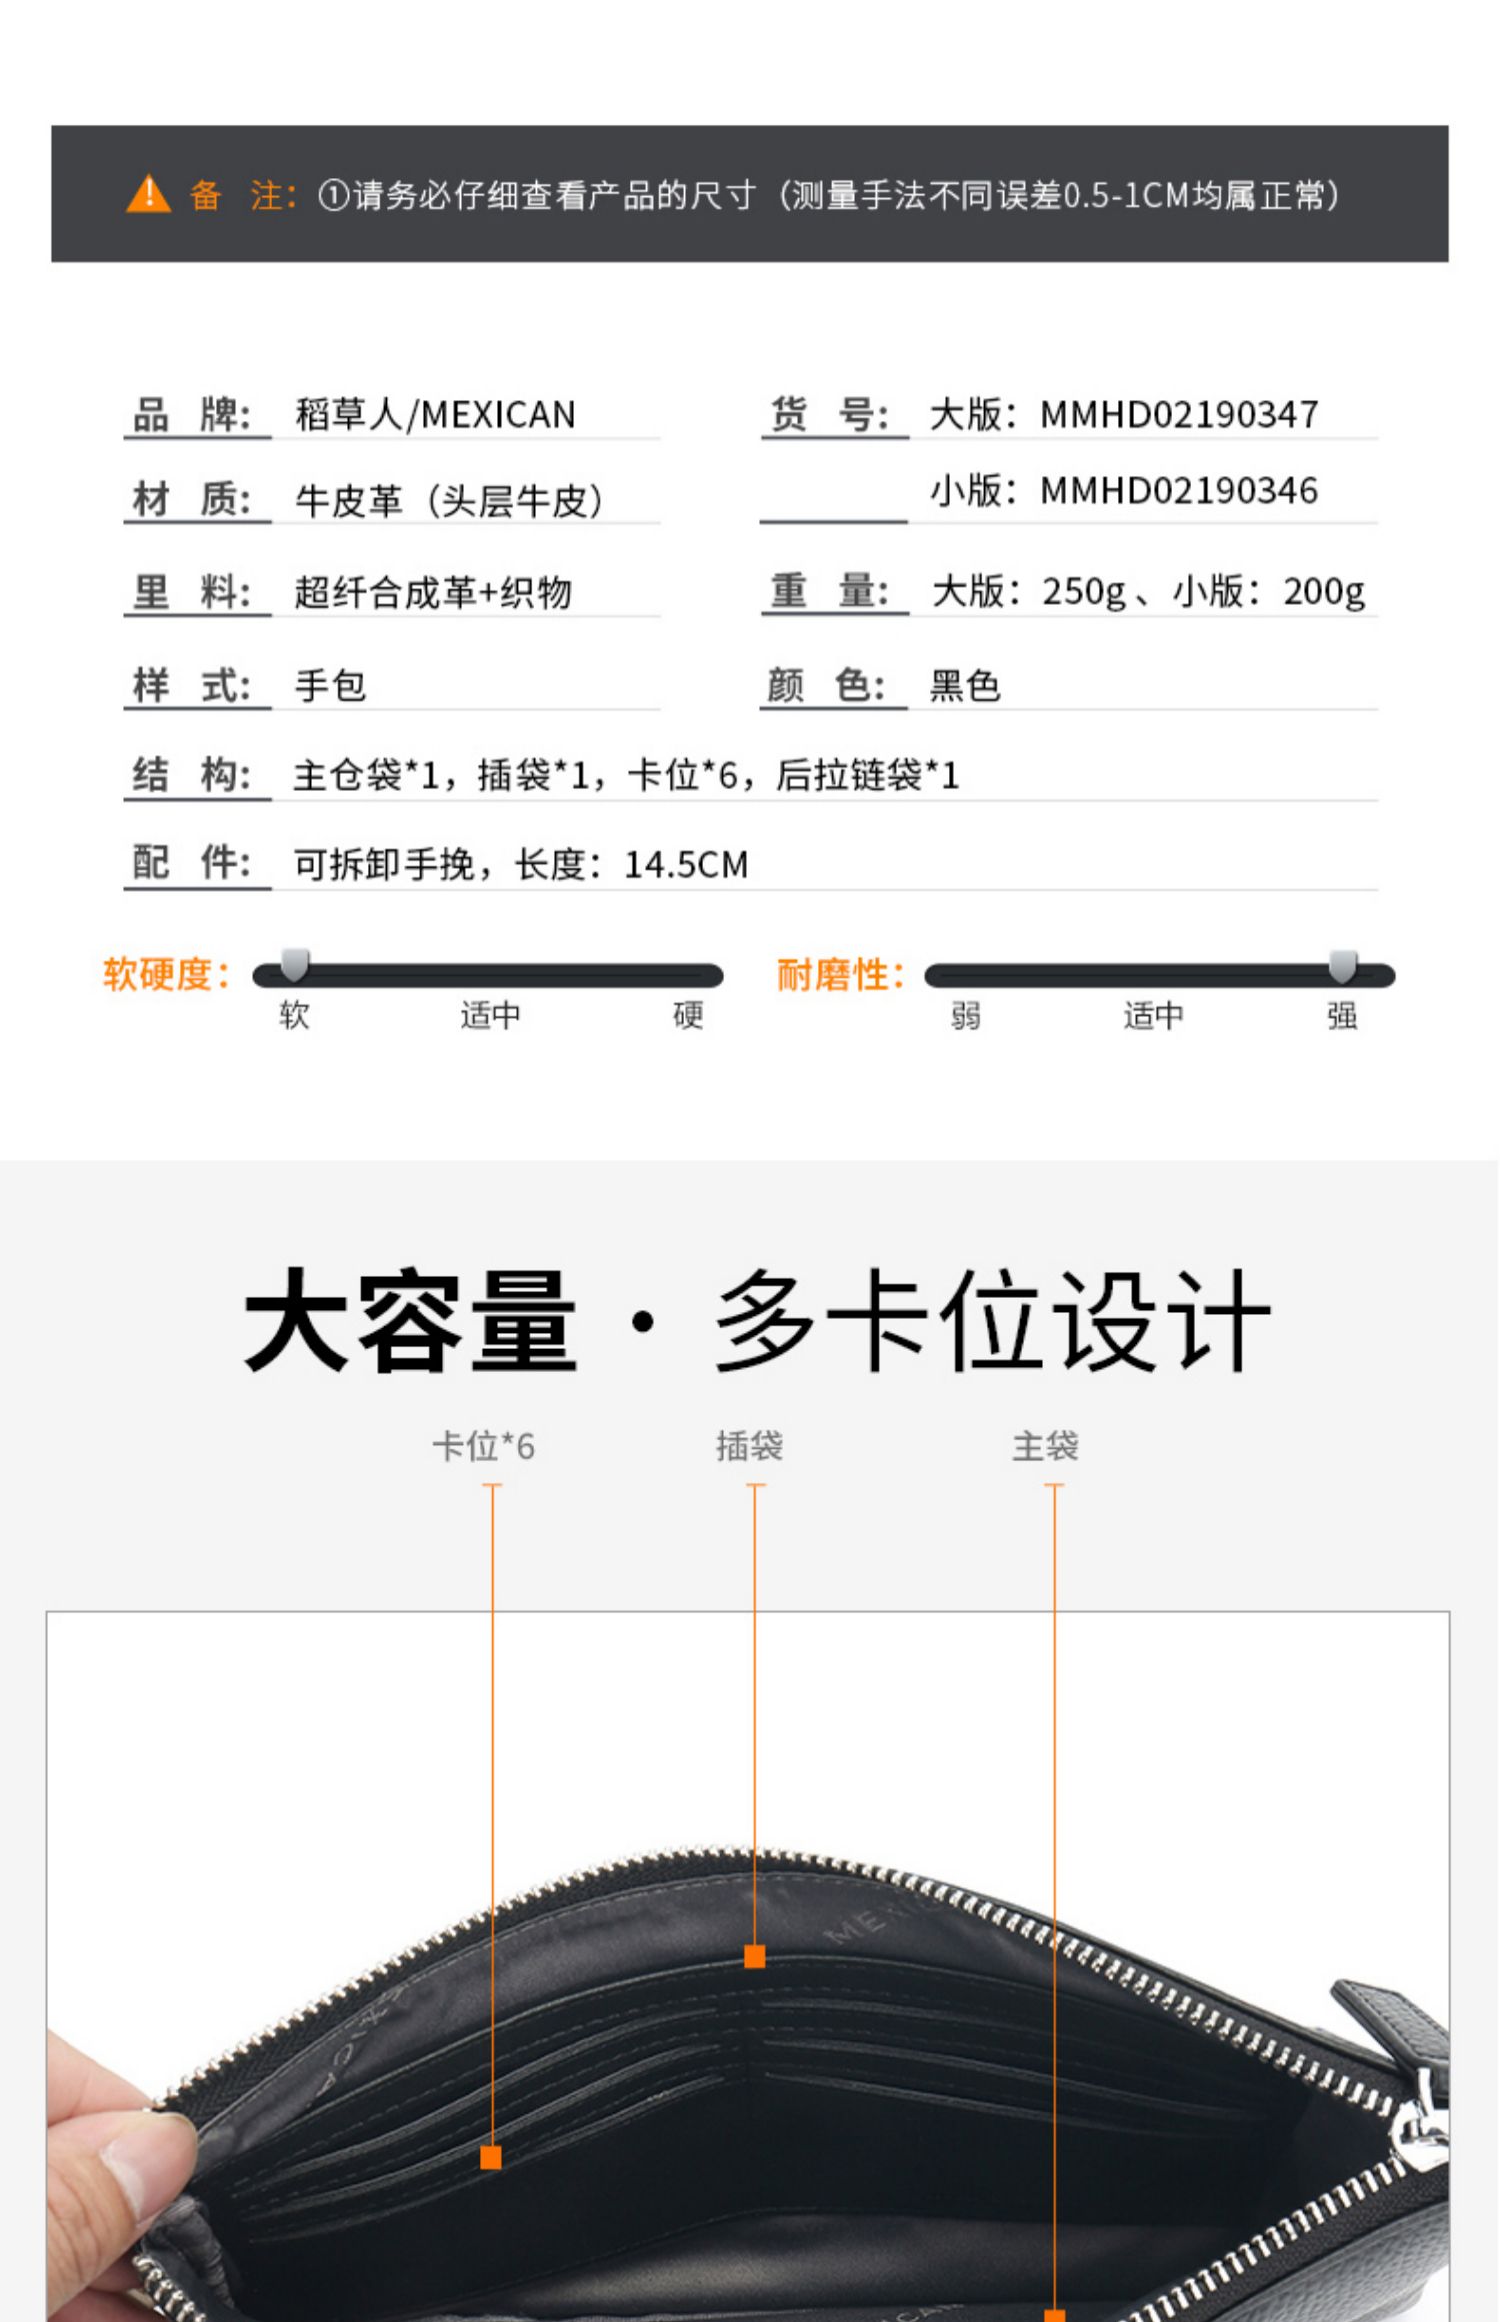 备 注：①请务必仔细查看产品的尺寸（测量手法不同误差0.5-1CM均属正常）
品 牌： 稻草人/MEXICAN
货 号： 大版：MMHD02190347
材 质： 牛皮革（头层牛皮）
小版：MMHD02190346
里 料： 超纤合成革+织物
重 量： 大版：250g、小版：200g
样 式： 手包
颜 色： 黑色
结 构： 主仓袋*1，插袋*1，卡位*6，后拉链袋*1
配 件： 可拆卸手挽，长度：14.5CM
软硬度：
软 适中 硬
耐磨性：
弱 适中 强
大容量·多卡位设计
卡位*6 插袋 主袋